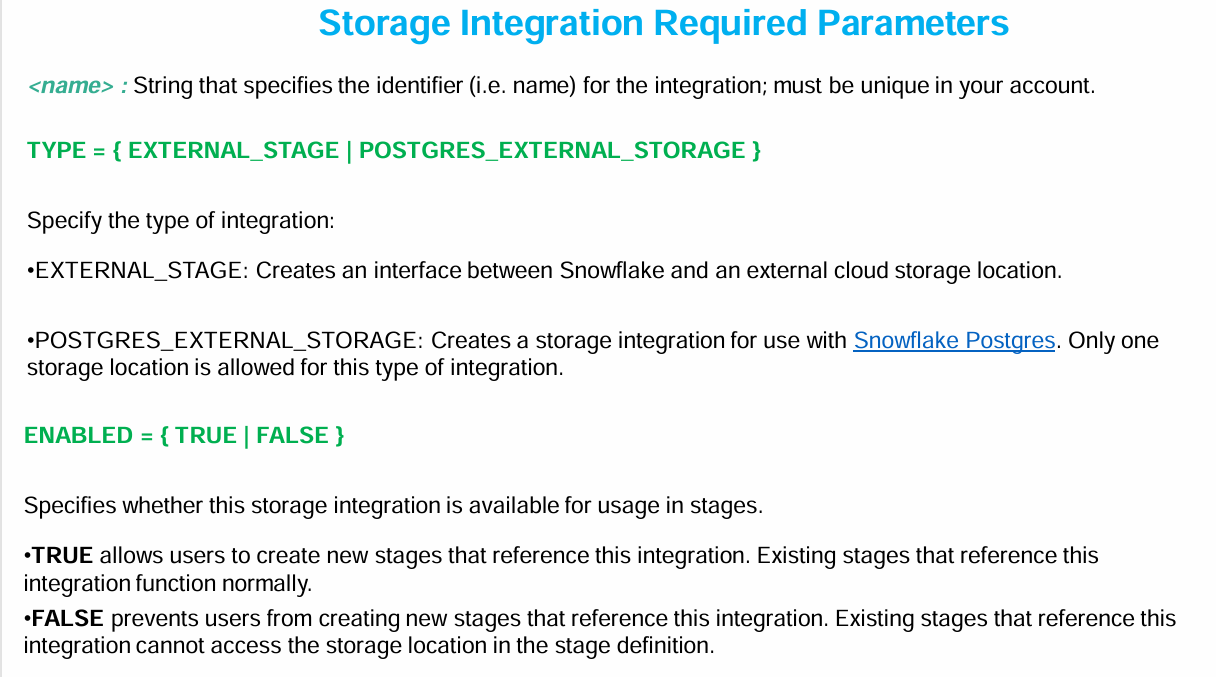 Storage Integration Required Parameters
<name> : String that specifies the identifier (i.e. name) for the integration; must be unique in your account.
TYPE = { EXTERNAL_STAGE | POSTGRES_EXTERNAL_STORAGE }
Specify the type of integration:
•EXTERNAL_STAGE: Creates an interface between Snowflake and an external cloud storage location.
•POSTGRES_EXTERNAL_STORAGE: Creates a storage integration for use with Snowflake Postgres. Only one
storage location is allowed for this type of integration.
ENABLED = { TRUE | FALSE }
Specifies whether this storage integration is available for usage in stages.
•TRUE allows users to create new stages that reference this integration. Existing stages that reference this
integration function normally.
•FALSE prevents users from creating new stages that reference this integration. Existing stages that reference this
integration cannot access the storage location in the stage definition.